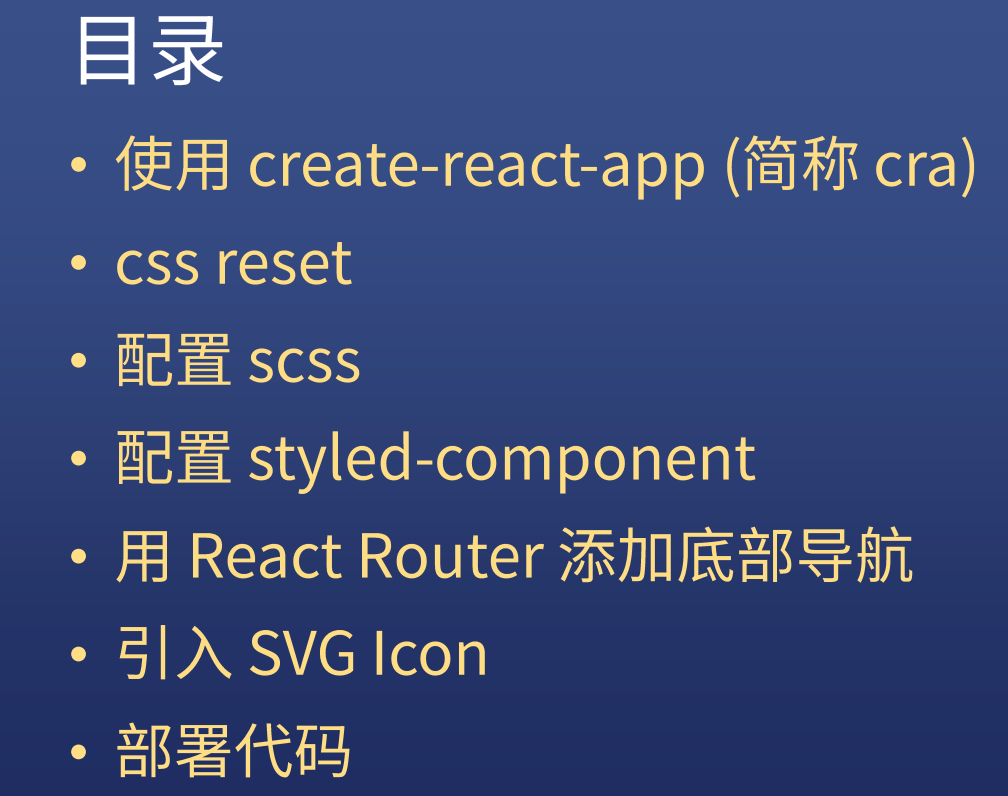 目录
• 使用 create-react-app (简称 cra)
• css reset
• 配置 scss
• 配置 styled-component
• 用 React Router 添加底部导航
• 引入 SVG Icon
• 部署代码